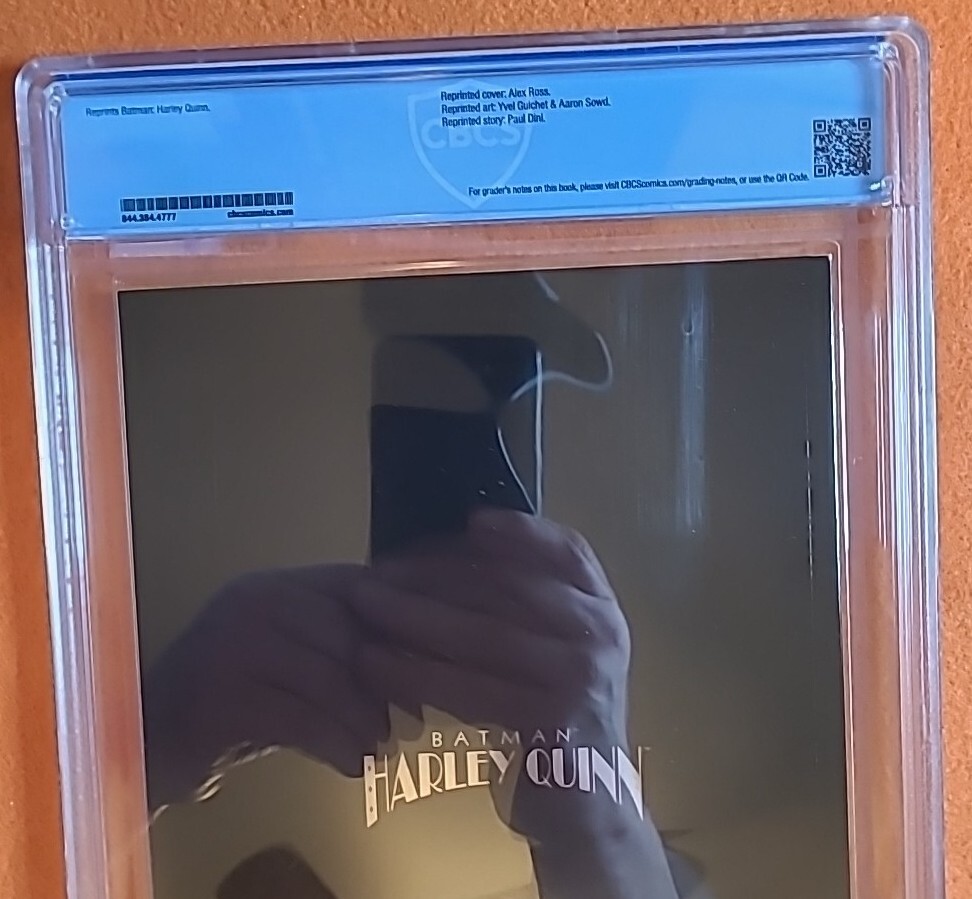 Reprints Batman: Harley Quinn.
Reprinted cover: Alex Ross.
Reprinted art: Yvel Guichet & Aaron Sowd.
Reprinted story: Paul Dini.
CBCS
For grader's notes on this book, please visit CBCScomics.com/grading-notes, or use the QR Code.
844.384.4777 cbcscomics.com
BATMAN
HARLEY QUINN™